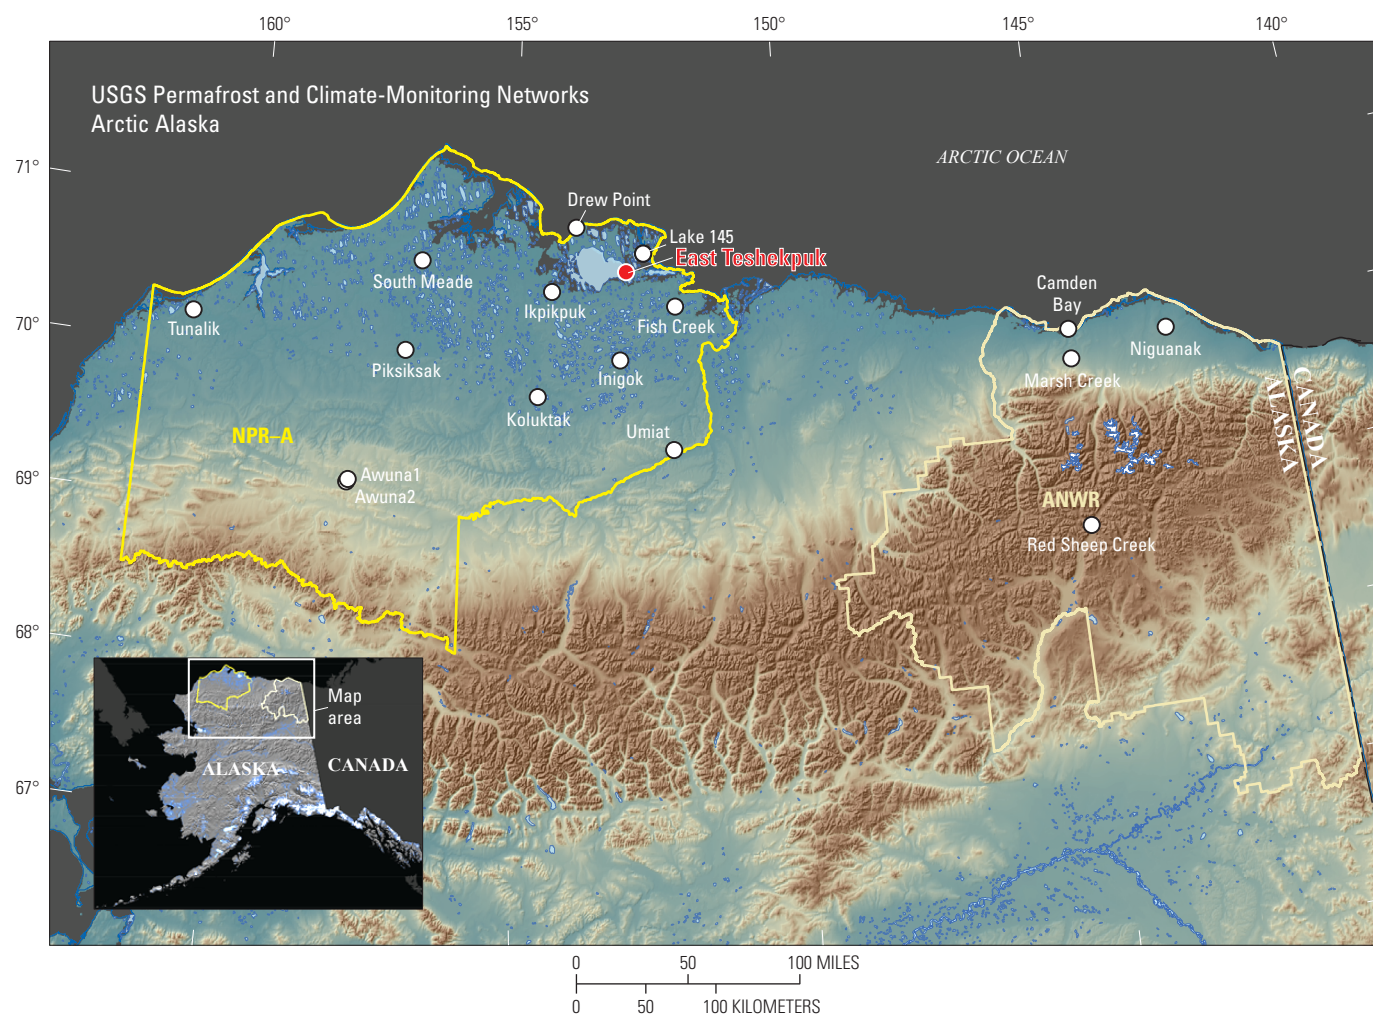 160°
155°
150°
145°
140°
USGS Permafrost and Climate-Monitoring Networks
Arctic Alaska
ARCTIC OCEAN
71°
Drew Point
Lake 145
East Teshekpuk
South Meade
Camden
Bay
Ikpikpuk
70°
Tunalik
Fish Creek
Niguanak
Piksiksak
Inigok
Marsh Creek
CANADA
ALASKA
Koluktak
NPR–A
Umiat
69°
Awuna1
Awuna2
ANWR
Red Sheep Creek
68°
Map
area
ALASKA
CANADA
67°
0
50
100 MILES
0
50
100 KILOMETERS